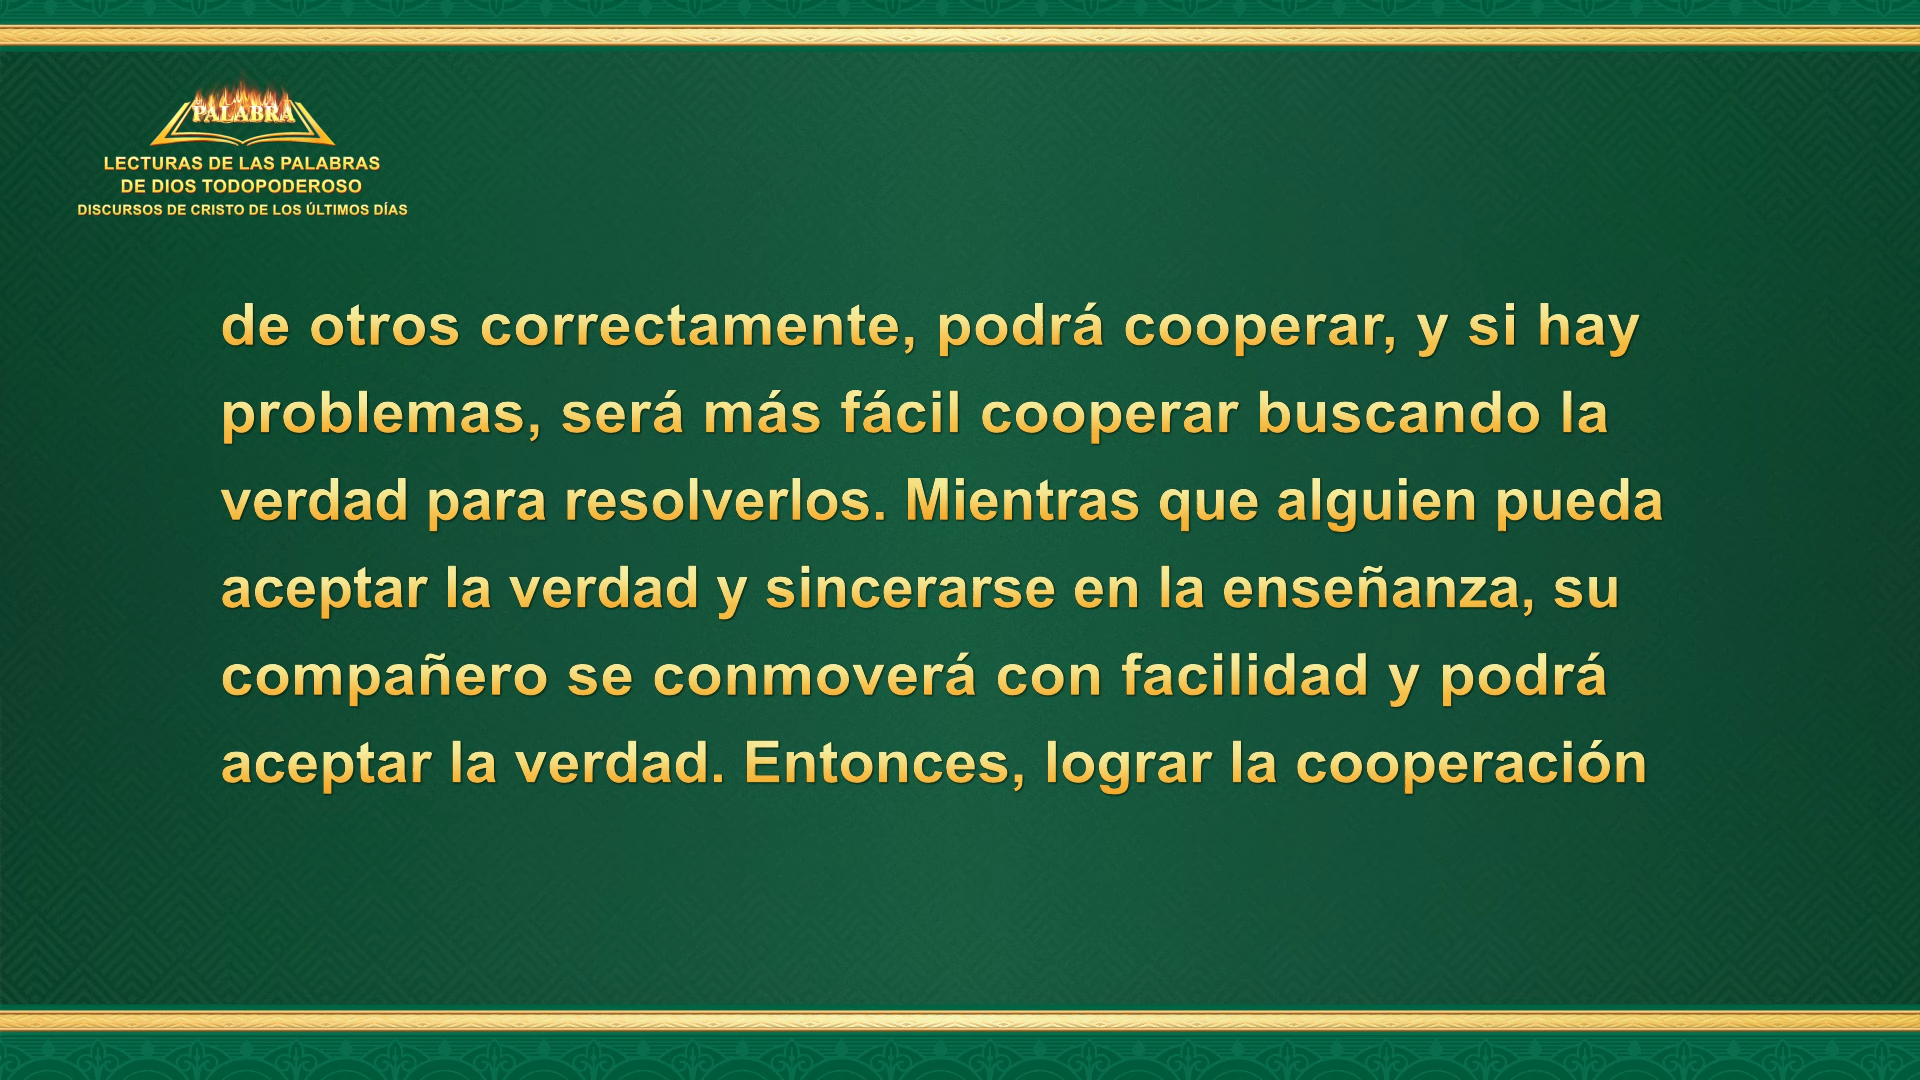 PALABRA
LECTURAS DE LAS PALABRAS
DE DIOS TODOPODEROSO
DISCURSOS DE CRISTO DE LOS ÚLTIMOS DÍAS
de otros correctamente, podrá cooperar, y si hay
problemas, será más fácil cooperar buscando la
verdad para resolverlos. Mientras que alguien pueda
aceptar la verdad y sincerarse en la enseñanza, su
compañero se conmoverá con facilidad y podrá
aceptar la verdad. Entonces, lograr la cooperación